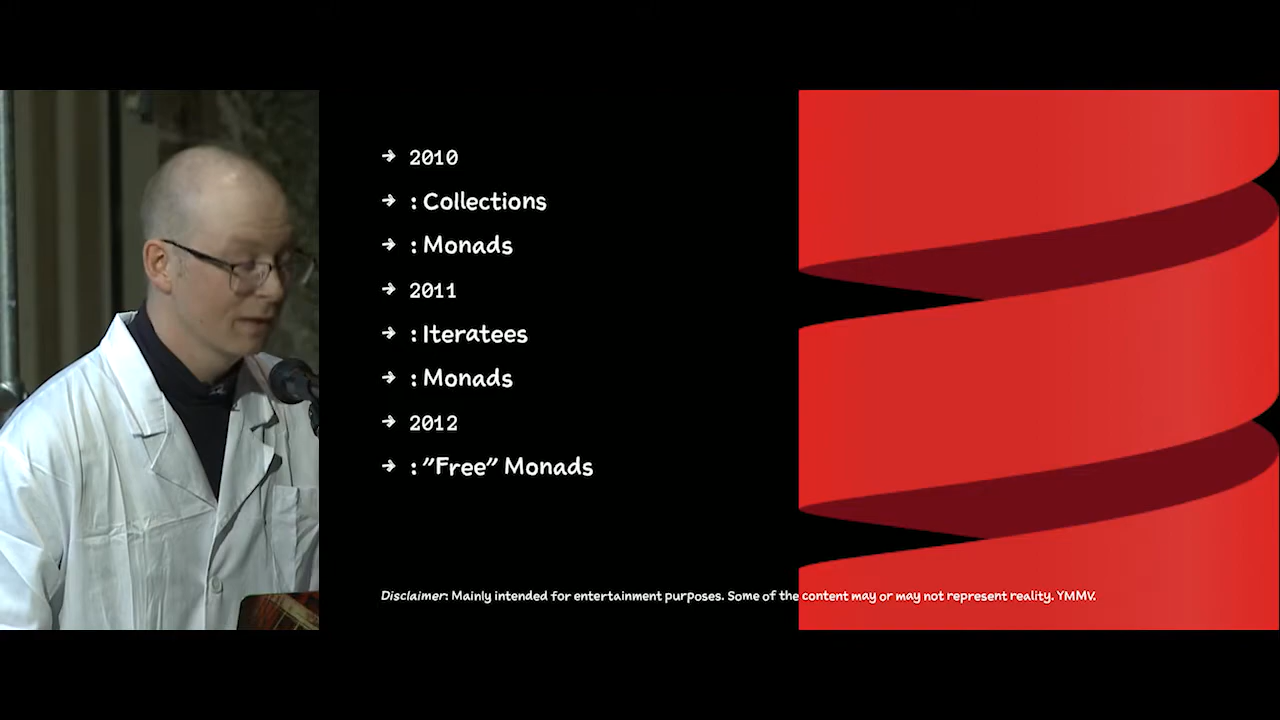 → 2010
→ : Collections
→ : Monads
→ 2011
→ : Iteratees
→ : Monads
→ 2012
→ : "Free" Monads
Disclaimer: Mainly intended for entertainment purposes. Some of the content may or may not represent reality. YMMV.